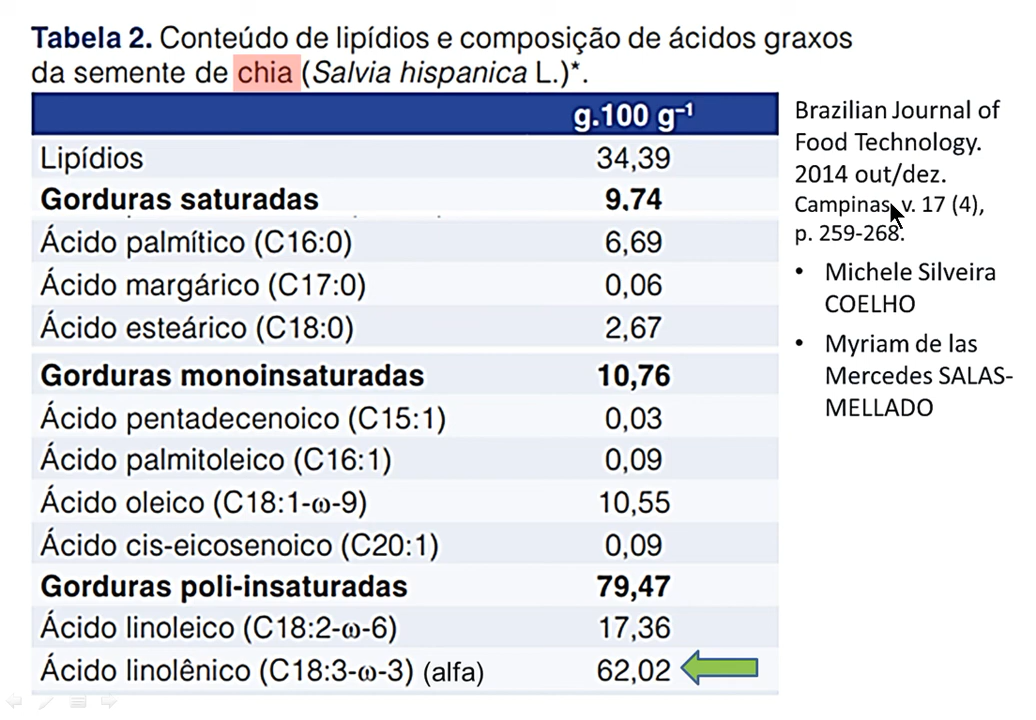 Tabela 2. Conteúdo de lipídios e composição de ácidos graxos
da semente de chia (Salvia hispanica L.)*.
g.100 g⁻¹
Lipídios 34,39
Gorduras saturadas 9,74
Ácido palmítico (C16:0) 6,69
Ácido margárico (C17:0) 0,06
Ácido esteárico (C18:0) 2,67
Gorduras monoinsaturadas 10,76
Ácido pentadecenoico (C15:1) 0,03
Ácido palmitoleico (C16:1) 0,09
Ácido oleico (C18:1-ω-9) 10,55
Ácido cis-eicosenoico (C20:1) 0,09
Gorduras poli-insaturadas 79,47
Ácido linoleico (C18:2-ω-6) 17,36
Ácido linolênico (C18:3-ω-3) (alfa) 62,02
Brazilian Journal of
Food Technology.
2014 out/dez.
Campinas, v. 17 (4),
p. 259-268.
• Michele Silveira
COELHO
• Myriam de las
Mercedes SALAS-
MELLADO